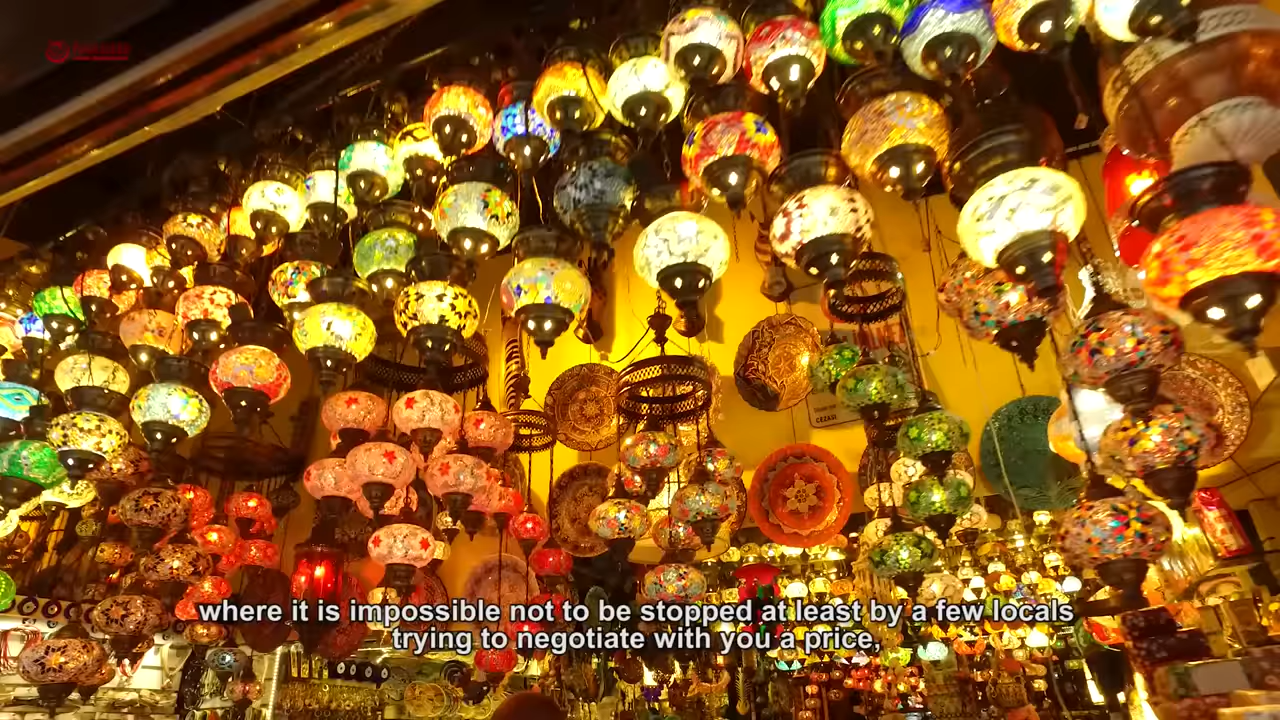 where it is impossible not to be stopped at least by a few locals
trying to negotiate with you a price,